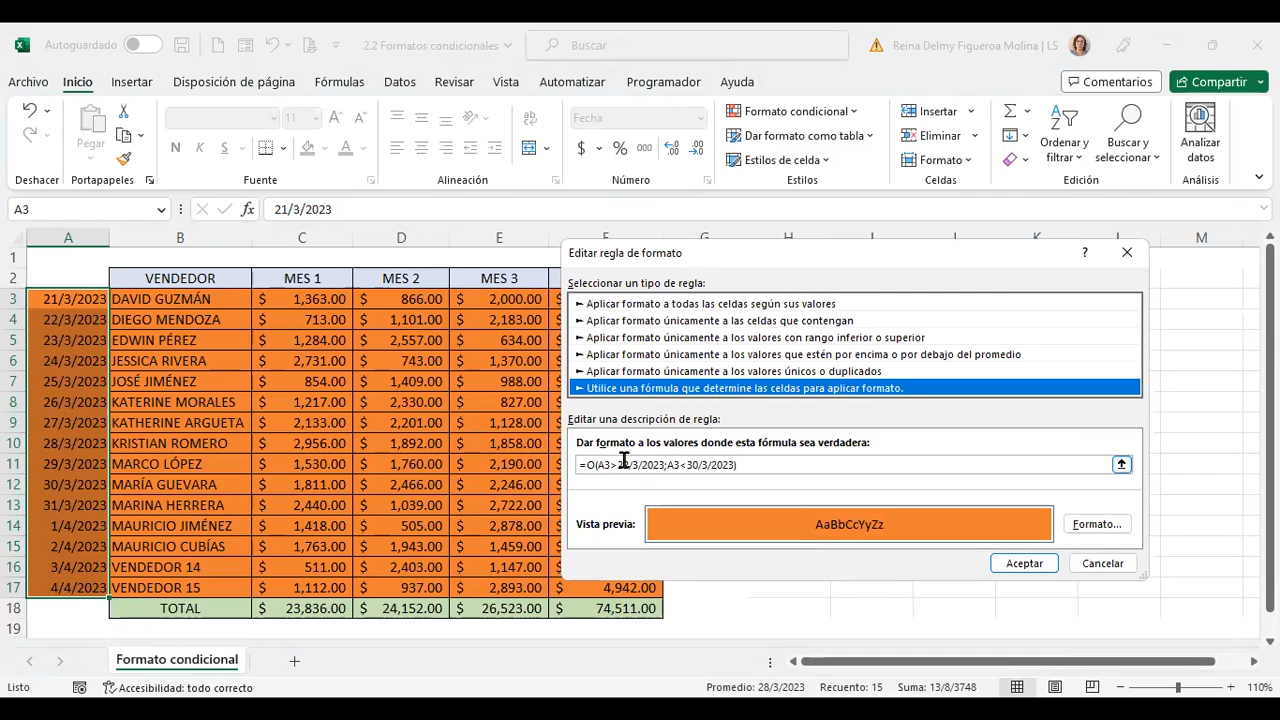 Autoguardado 2.2 Formatos condicionales Buscar Reina Delmy Figueroa Molina | LS
Archivo Inicio Insertar Disposición de página Fórmulas Datos Revisar Vista Automatizar Programador Ayuda Comentarios Compartir
Pegar 11 Fecha
N K S
$ % 000
Formato condicional
Dar formato como tabla
Estilos de celda
Insertar
Eliminar
Formato
Ordenar y filtrar
Buscar y seleccionar
Analizar datos
Deshacer Portapapeles Fuente Alineación Número Estilos Celdas Edición Análisis
A3 fx 21/3/2023
A B C D E F G H I J K L M
1
2 VENDEDOR MES 1 MES 2 MES 3
3 21/3/2023 DAVID GUZMÁN $ 1,363.00 $ 866.00 $ 2,000.00
4 22/3/2023 DIEGO MENDOZA $ 713.00 $ 1,101.00 $ 2,183.00
5 23/3/2023 EDWIN PÉREZ $ 1,284.00 $ 2,557.00 $ 634.00
6 24/3/2023 JESSICA RIVERA $ 2,731.00 $ 743.00 $ 1,370.00
7 25/3/2023 JOSÉ JIMÉNEZ $ 854.00 $ 1,409.00 $ 988.00
8 26/3/2023 KATERINE MORALES $ 1,217.00 $ 2,330.00 $ 827.00
9 27/3/2023 KATHERINE ARGUETA $ 2,133.00 $ 2,201.00 $ 1,128.00
10 28/3/2023 KRISTIAN ROMERO $ 2,956.00 $ 1,892.00 $ 1,858.00
11 29/3/2023 MARCO LÓPEZ $ 1,530.00 $ 1,760.00 $ 2,190.00
12 30/3/2023 MARÍA GUEVARA $ 1,811.00 $ 2,466.00 $ 2,246.00
13 31/3/2023 MARINA HERRERA $ 2,440.00 $ 1,039.00 $ 2,722.00
14 1/4/2023 MAURICIO JIMÉNEZ $ 1,418.00 $ 505.00 $ 2,878.00
15 2/4/2023 MAURICIO CUBÍAS $ 1,763.00 $ 1,943.00 $ 1,459.00
16 3/4/2023 VENDEDOR 14 $ 511.00 $ 2,403.00 $ 1,147.00
17 4/4/2023 VENDEDOR 15 $ 1,112.00 $ 937.00 $ 2,893.00 $ 4,942.00
18 TOTAL $ 23,836.00 $ 24,152.00 $ 26,523.00 $ 74,511.00
19
Editar regla de formato ?
Seleccionar un tipo de regla:
► Aplicar formato a todas las celdas según sus valores
► Aplicar formato únicamente a las celdas que contengan
► Aplicar formato únicamente a los valores con rango inferior o superior
► Aplicar formato únicamente a los valores que estén por encima o por debajo del promedio
► Aplicar formato únicamente a los valores únicos o duplicados
► Utilice una fórmula que determine las celdas para aplicar formato.
Editar una descripción de regla:
Dar formato a los valores donde esta fórmula sea verdadera:
=O(A3>22/3/2023;A3<30/3/2023)
Vista previa: AaBbCcYyZz Formato...
Aceptar Cancelar
Formato condicional
Listo Accesibilidad: todo correcto Promedio: 28/3/2023 Recuento: 15 Suma: 13/8/3748 110%